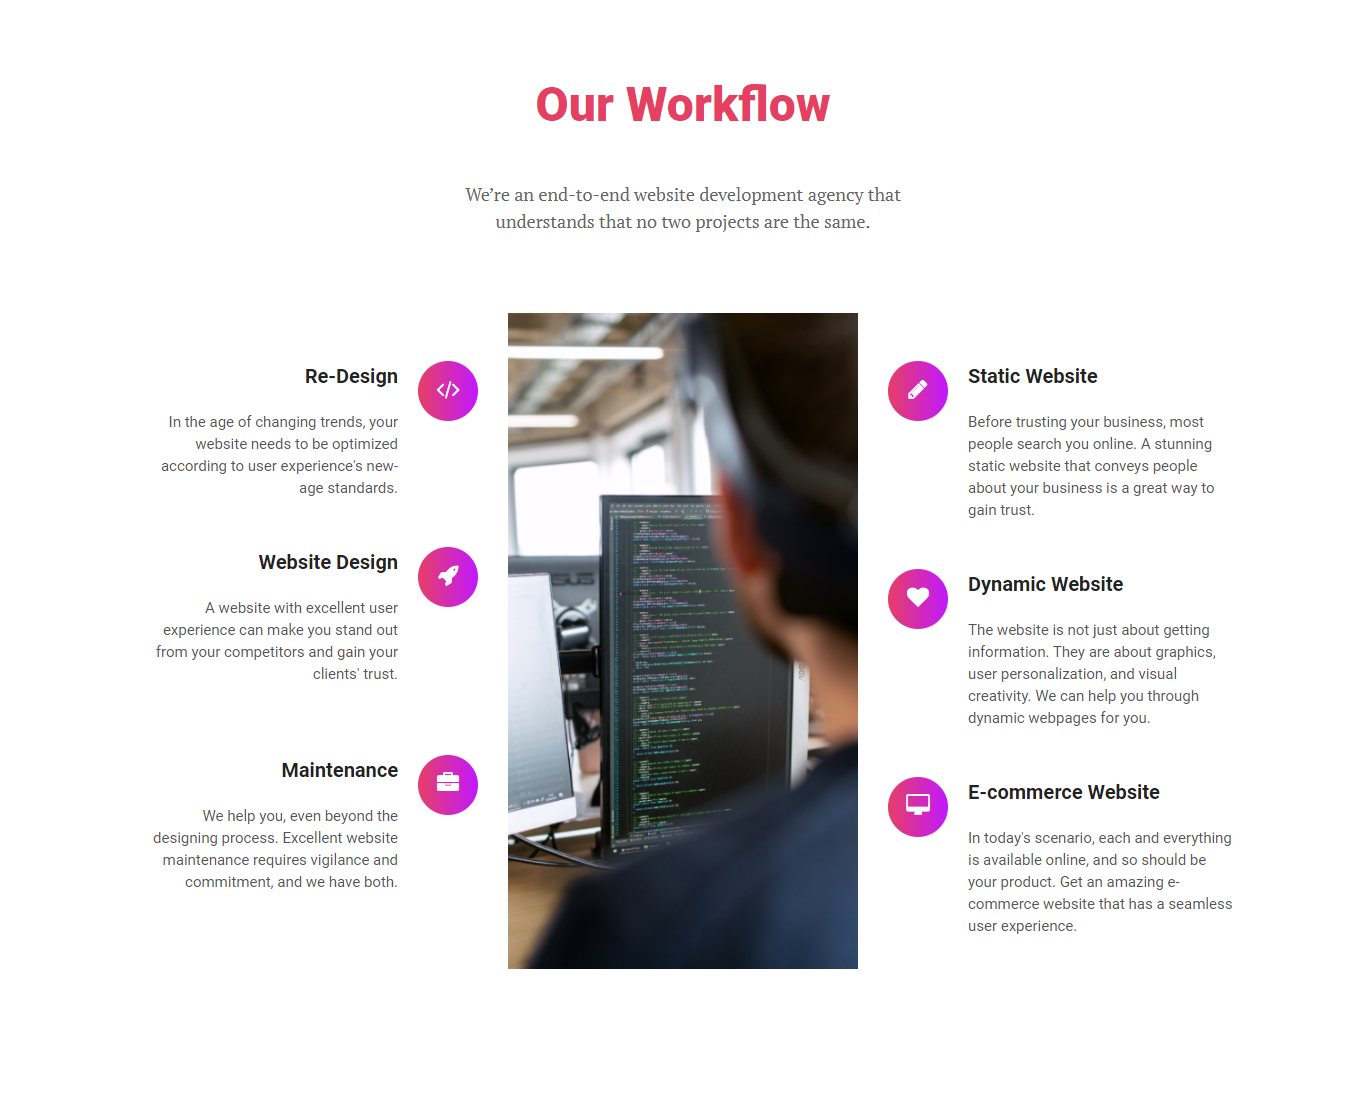 Our Workflow
We’re an end-to-end website development agency that
understands that no two projects are the same.
Re-Design
In the age of changing trends, your
website needs to be optimized
according to user experience's new-
age standards.
Website Design
A website with excellent user
experience can make you stand out
from your competitors and gain your
clients' trust.
Maintenance
We help you, even beyond the
designing process. Excellent website
maintenance requires vigilance and
commitment, and we have both.
Static Website
Before trusting your business, most
people search you online. A stunning
static website that conveys people
about your business is a great way to
gain trust.
Dynamic Website
The website is not just about getting
information. They are about graphics,
user personalization, and visual
creativity. We can help you through
dynamic webpages for you.
E-commerce Website
In today's scenario, each and everything
is available online, and so should be
your product. Get an amazing e-
commerce website that has a seamless
user experience.